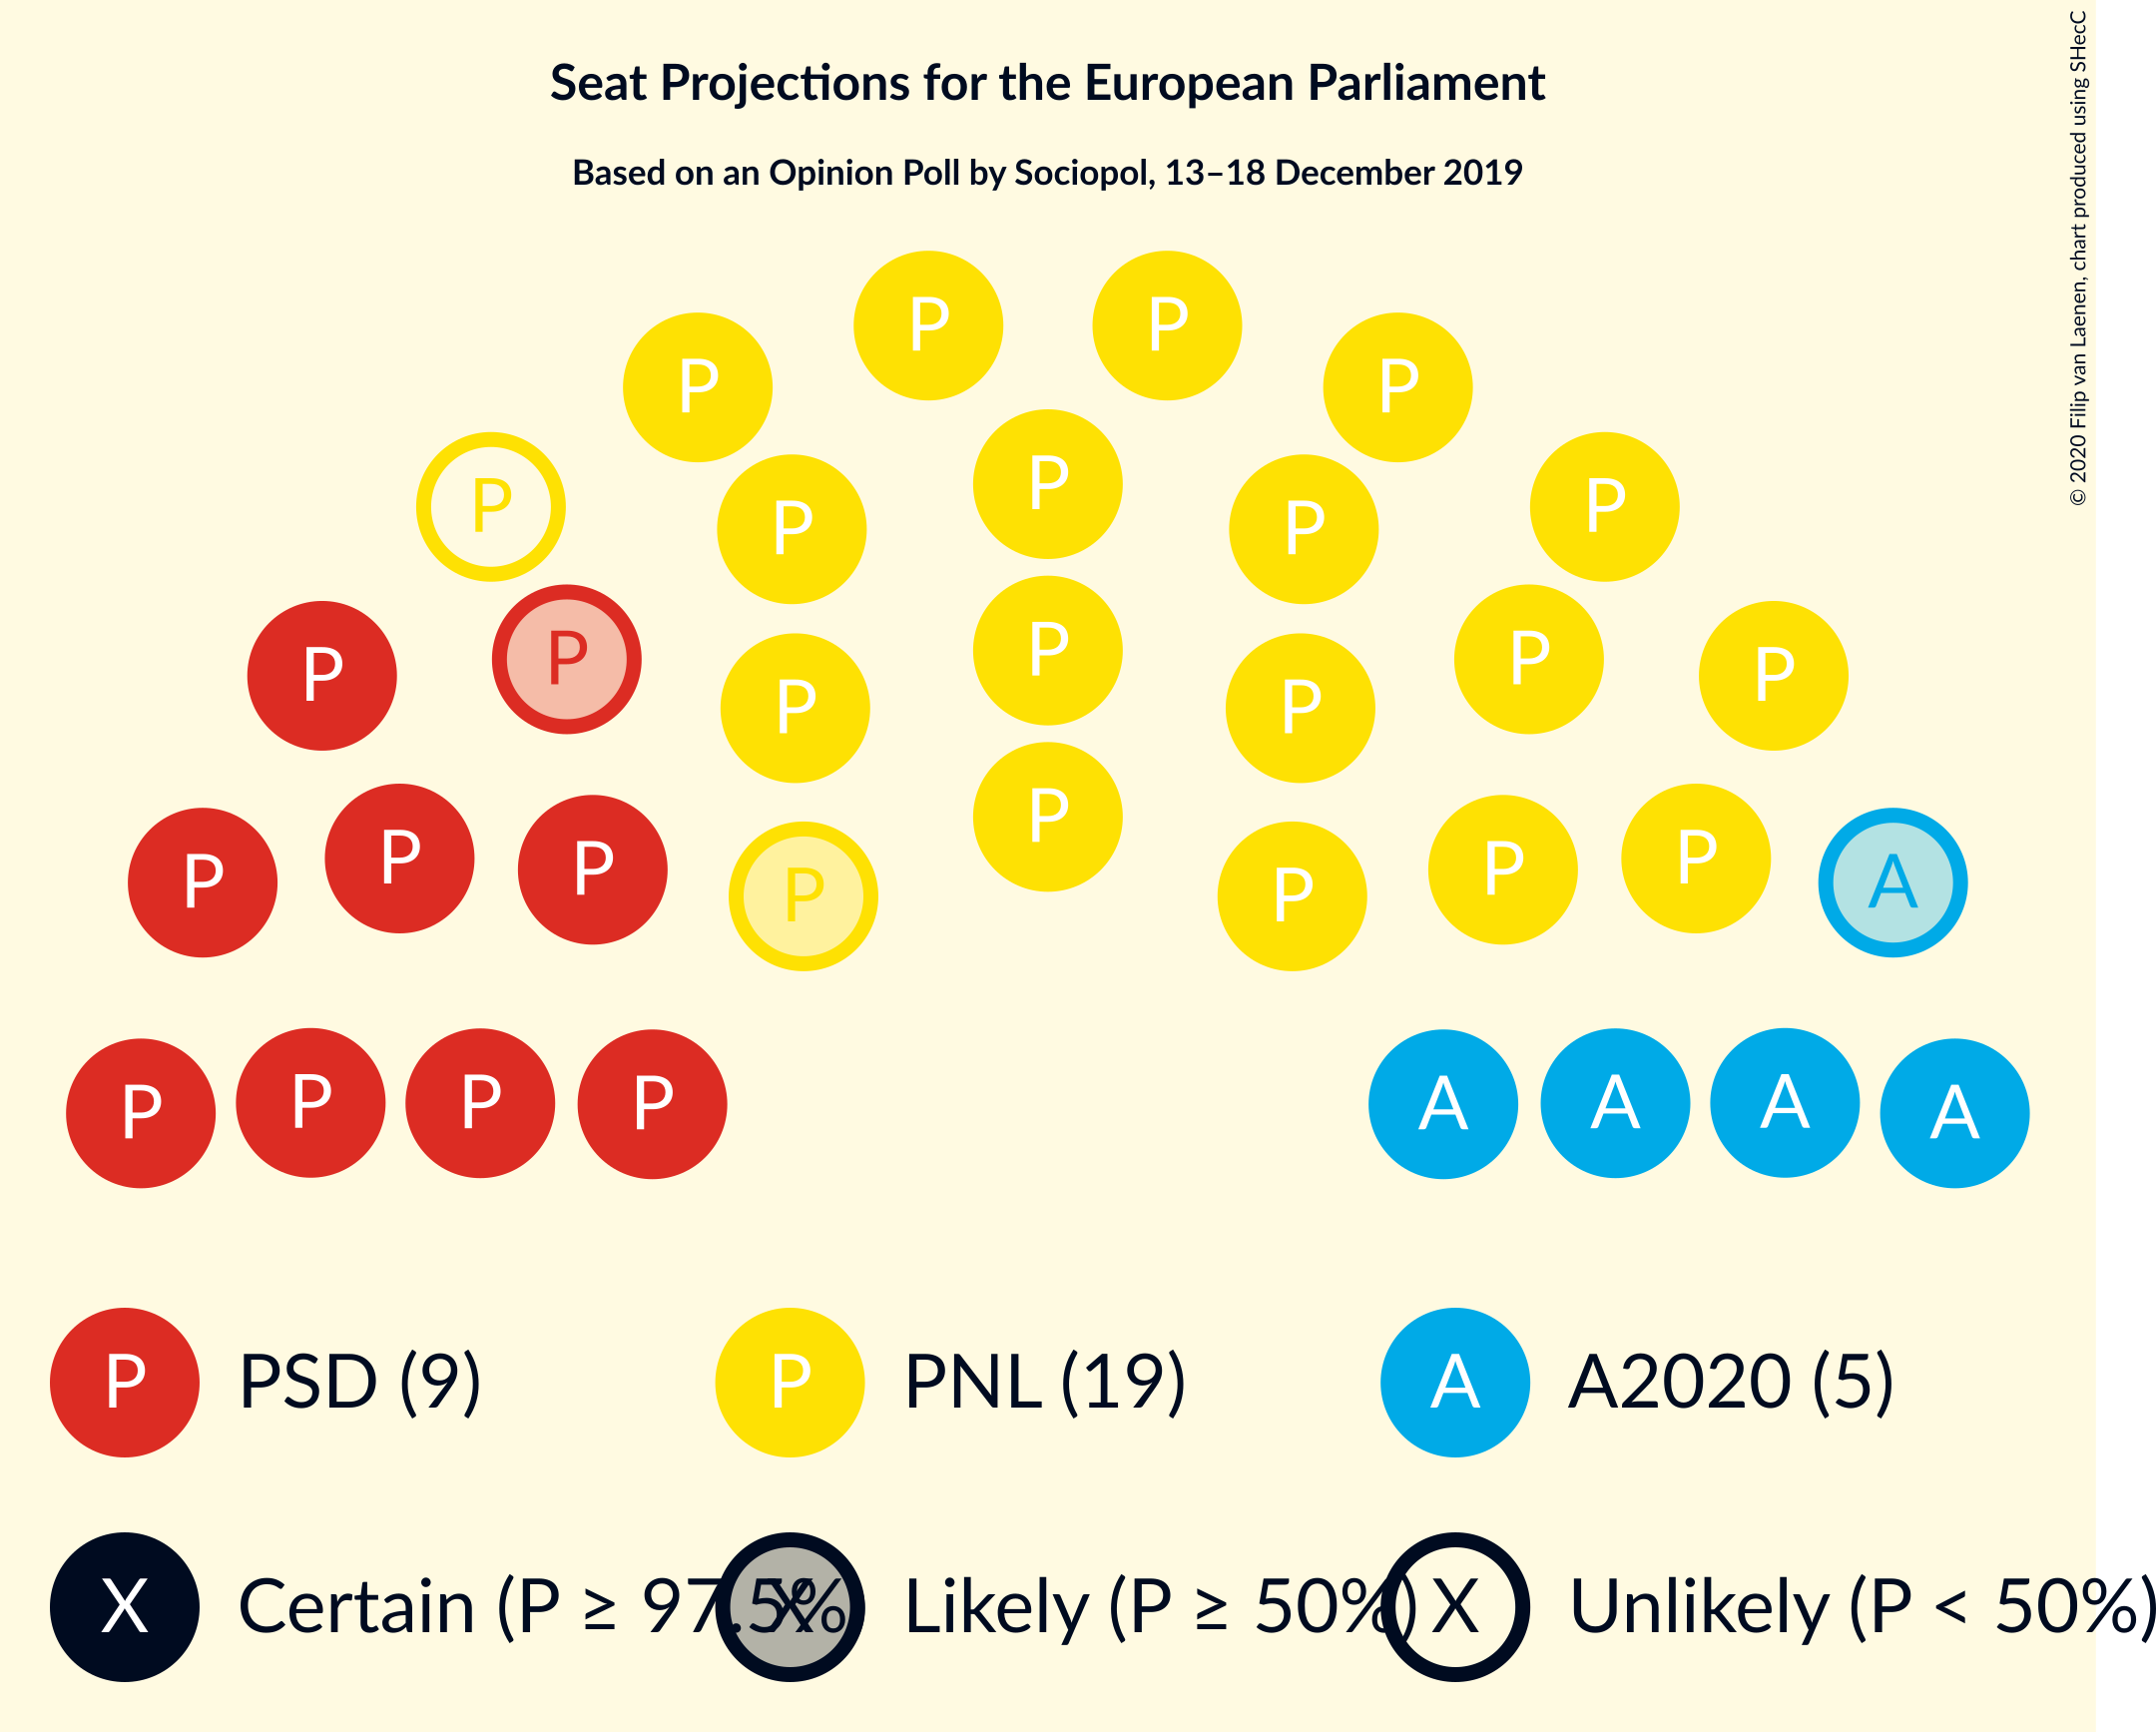 Seat Projections for the European Parliament
Based on an Opinion Poll by Sociopol, 13–18 December 2019
© 2020 Filip van Laenen, chart produced using SHecC
P P
P P
P P P P P
P P P P P
P P P
P P P P P A
P P P P
P P P P A A A A
P PSD (9) P PNL (19) A A2020 (5)
X Certain (P ≥ 97.5% X Likely (P ≥ 50%) X Unlikely (P < 50%)